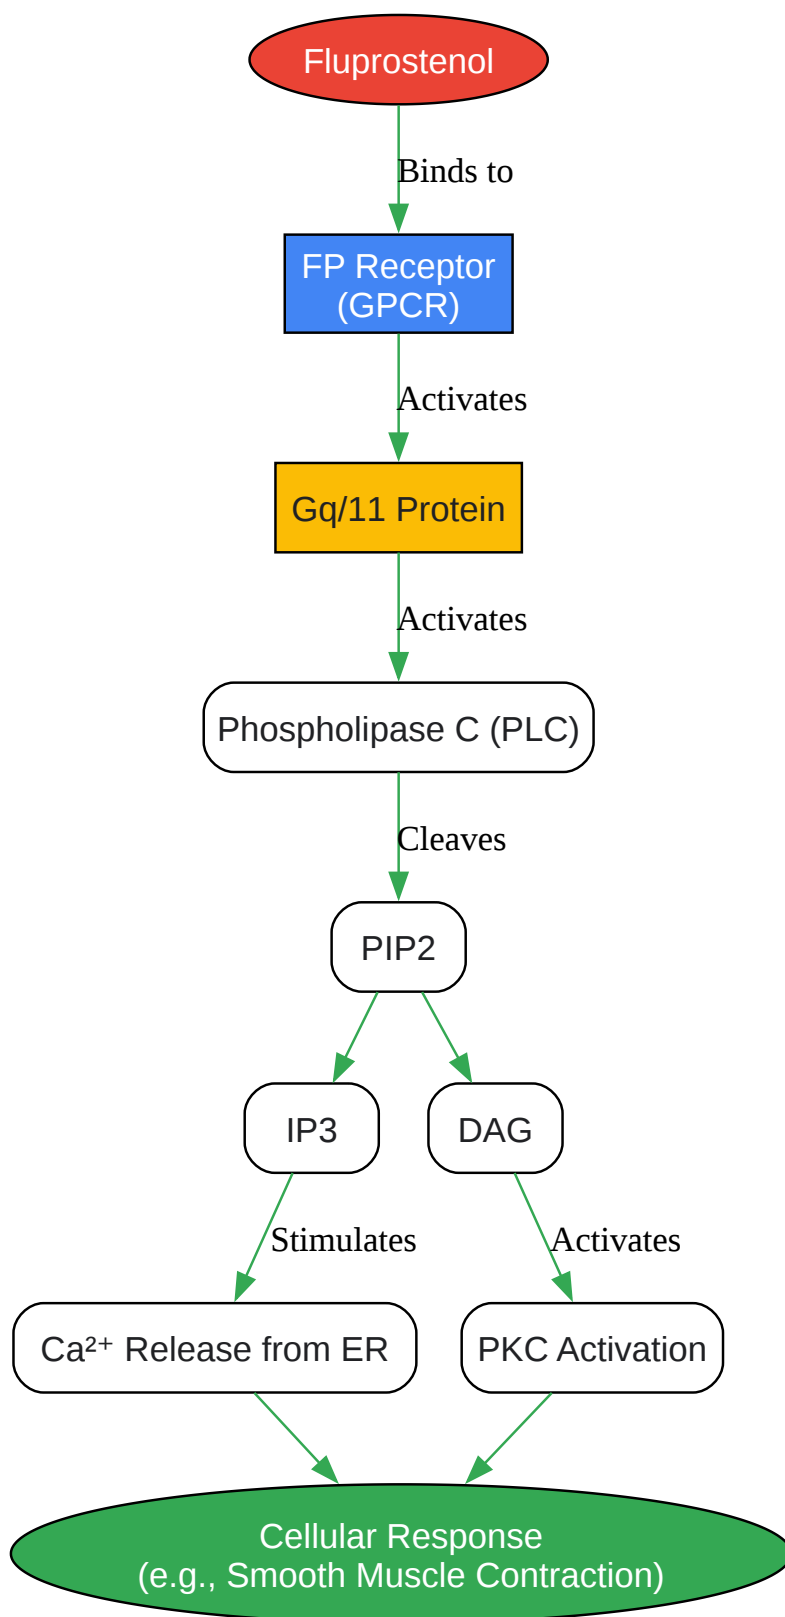 Fluprostenol
Binds to
FP Receptor
(GPCR)
Activates
Gq/11 Protein
Activates
Phospholipase C (PLC)
Cleaves
PIP2
IP3
DAG
Stimulates
Activates
Ca²⁺ Release from ER
PKC Activation
Cellular Response
(e.g., Smooth Muscle Contraction)